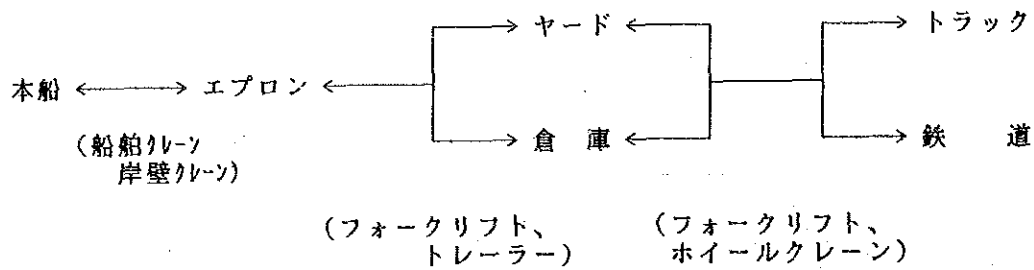 ヤード
トラック
本船
エプロン
倉 庫
鉄 道
(船舶クレーン
岸壁クレーン)
(フォークリフト、
トレーラー)
(フォークリフト、
ホイールクレーン)